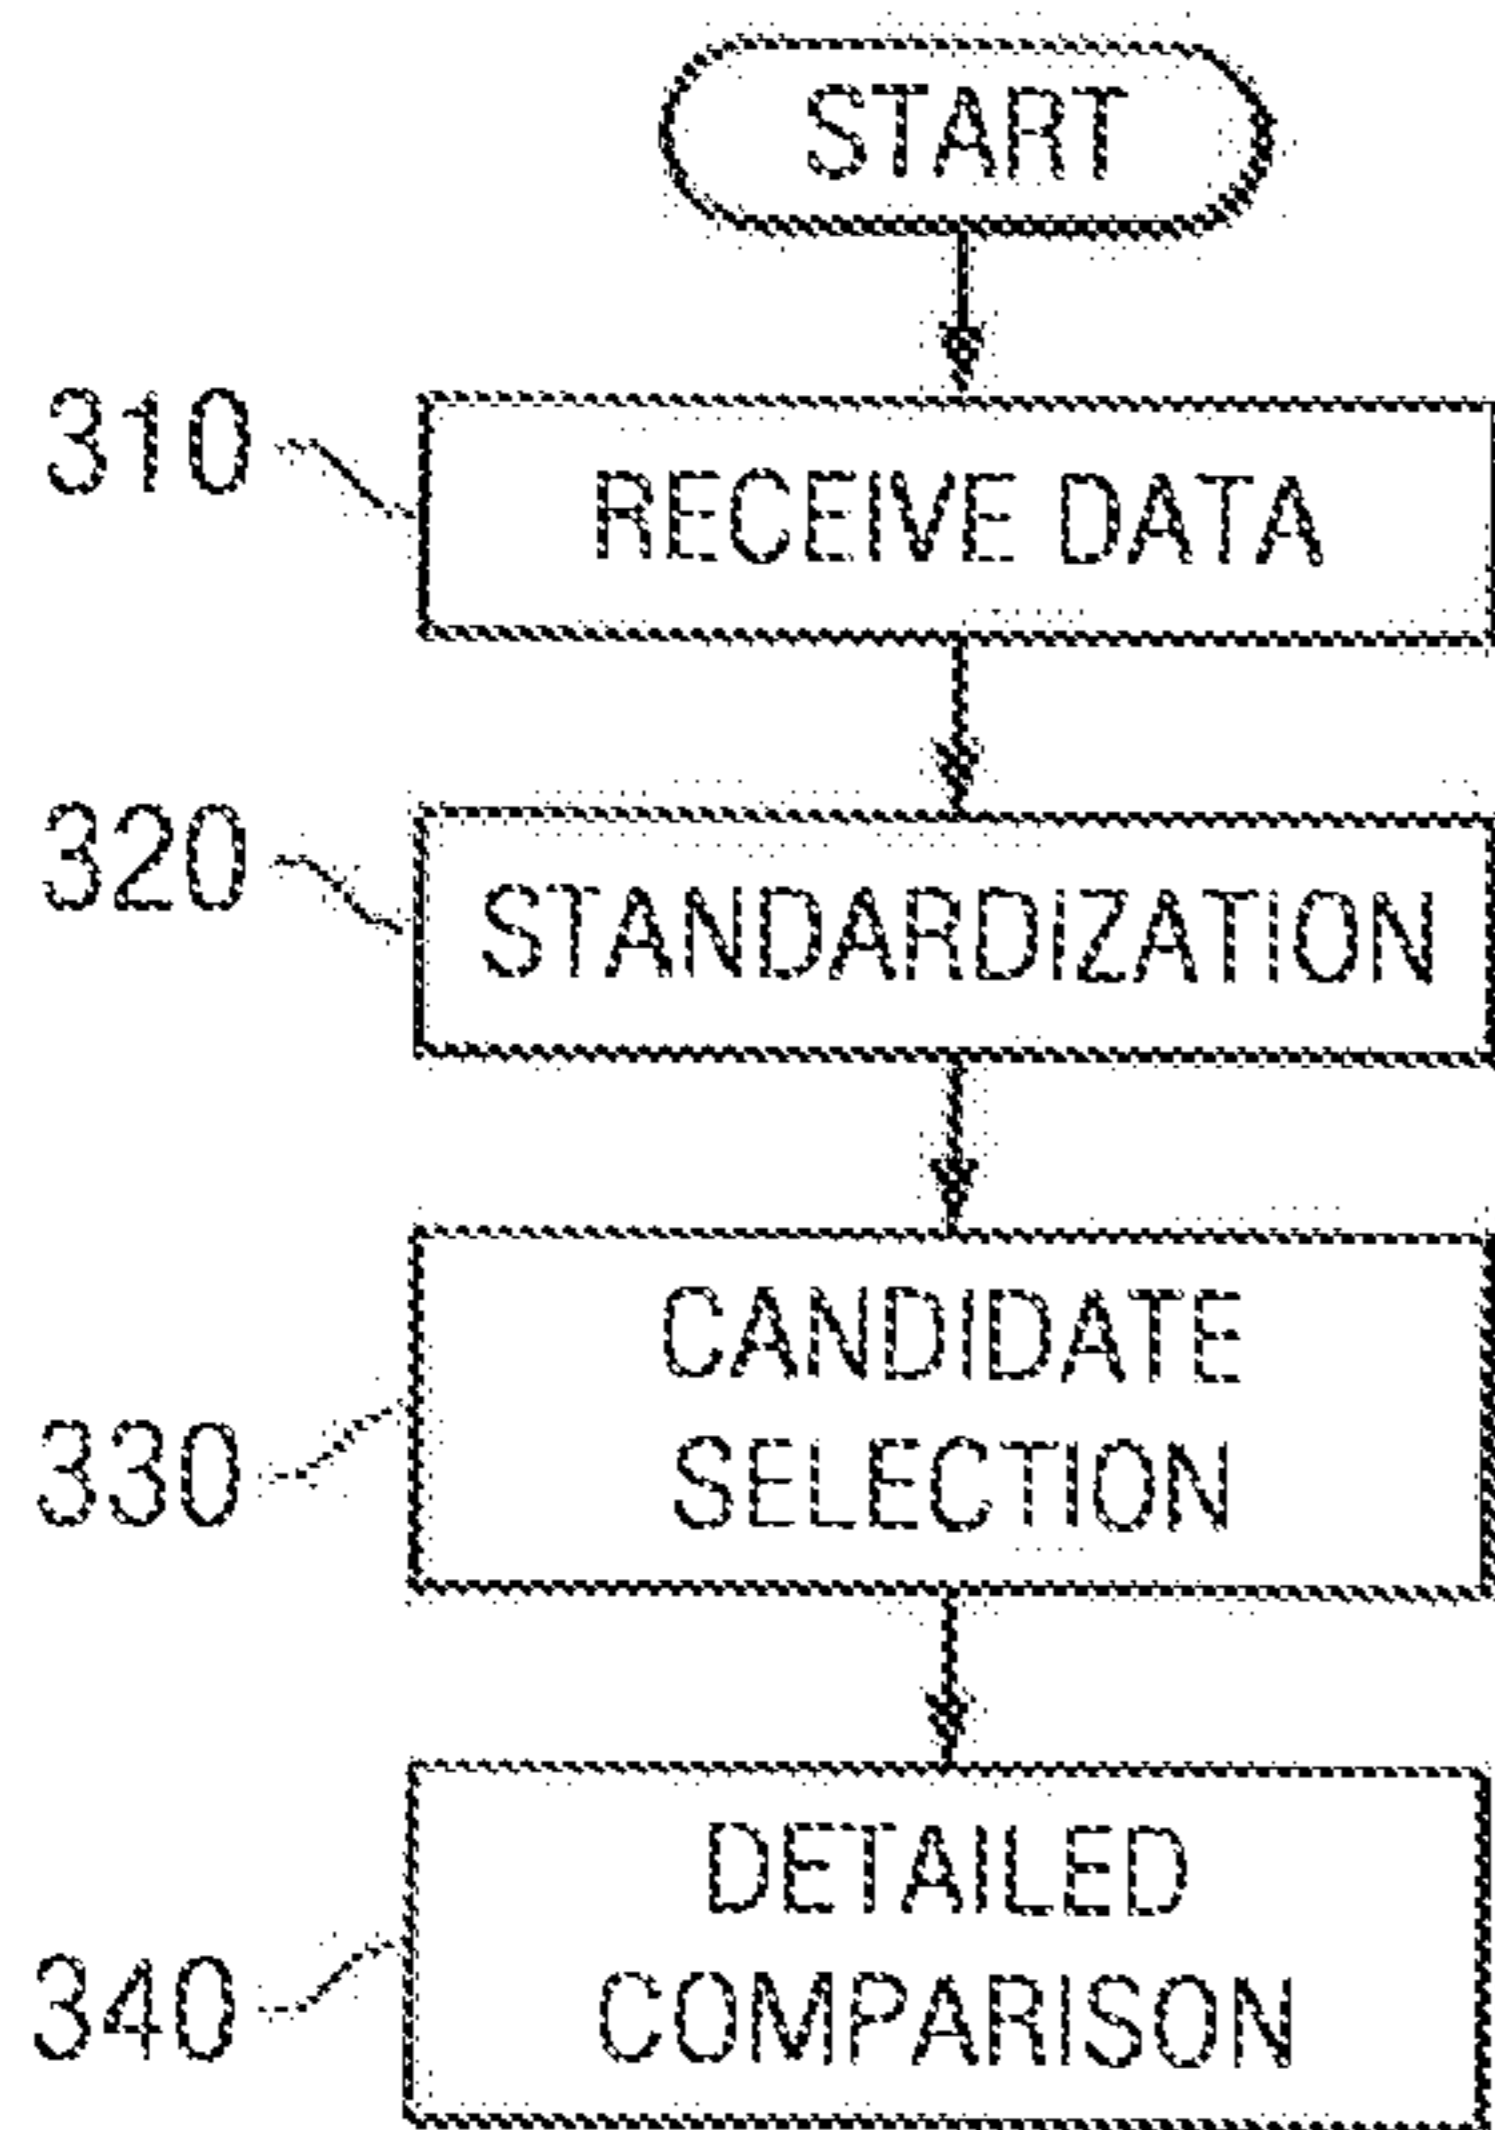 START
310
RECEIVE DATA
320
STANDARDIZATION
CANDIDATE
330
SELECTION
DETAILED
340
COMPARISON